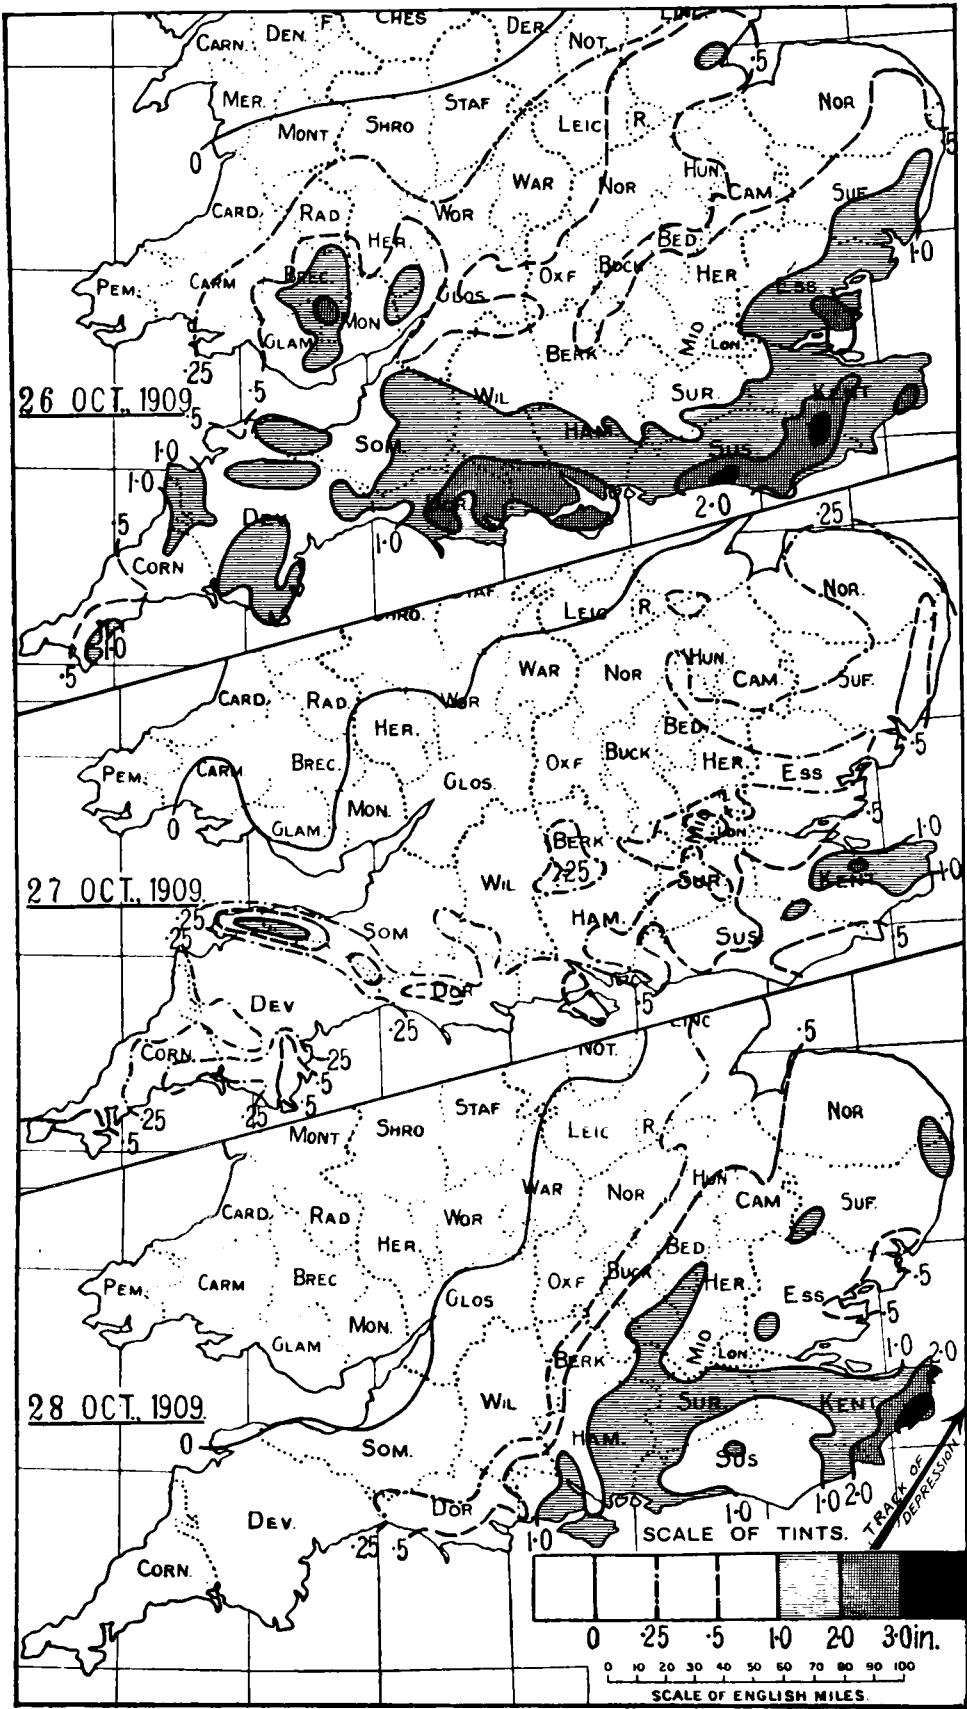 CHES
F
DEN.
CARN.
DER.
NOT.
LINC.
.5
MER.
STAF
NOR
MONT
SHRO
LEIC
R.
.5
0
WAR
NOR
HUN
CAM
SUF.
CARD.
RAD
WOR
HER.
BED.
1.0
PEM.
CARM
BREC.
GLOS
OXF
BUCK
HER
ESS
MON
GLAM
MID
LON
BERK
.25
.5
WIL
SUR.
KENT
26 OCT., 1909
.5
SOM
HAM.
SUS
1.0
1.0
2.0
.25
DEV
1.0
DOR
.5
CORN
1.0
.5
SHRO.
STAF.
LEIC
R.
NOR.
CARD.
RAD.
WOR
WAR
NOR
HUN.
CAM.
SUF.
HER.
BED.
.5
PEM.
CARM
BREC.
GLOS.
OXF
BUCK
HER.
ESS
0
GLAM.
MON.
MID
LON.
.5
1.0
BERK
.25
WIL
SUR.
KENT
1.0
27 OCT., 1909
.25
.25
SOM
HAM.
SUS.
.5
DEV
DOR
.25
.5
CORN.
.25
.5
.5
.5
.25
.25
LINC
.5
NOT.
STAF
NOR
MONT
SHRO
LEIC
R.
CARD.
RAD
WOR
WAR
NOR
HUN
CAM
SUF.
HER.
BED
PEM.
CARM
BREC
GLOS
OXF
BUCK
HER
ESS
.5
.5
MON.
GLAM
MID
LON.
1.0
2.0
BERK
28 OCT., 1909.
WIL
SUR.
KENT
0
SOM.
HAM.
SUS
DOR
DEV.
1.0
1.0
2.0
TRACK OF
DEPRESSION
.25
.5
1.0
CORN.
SCALE OF TINTS.
0 .25 .5 1.0 2.0 3.0in.
0 10 20 30 40 50 60 70 80 90 100
SCALE OF ENGLISH MILES.